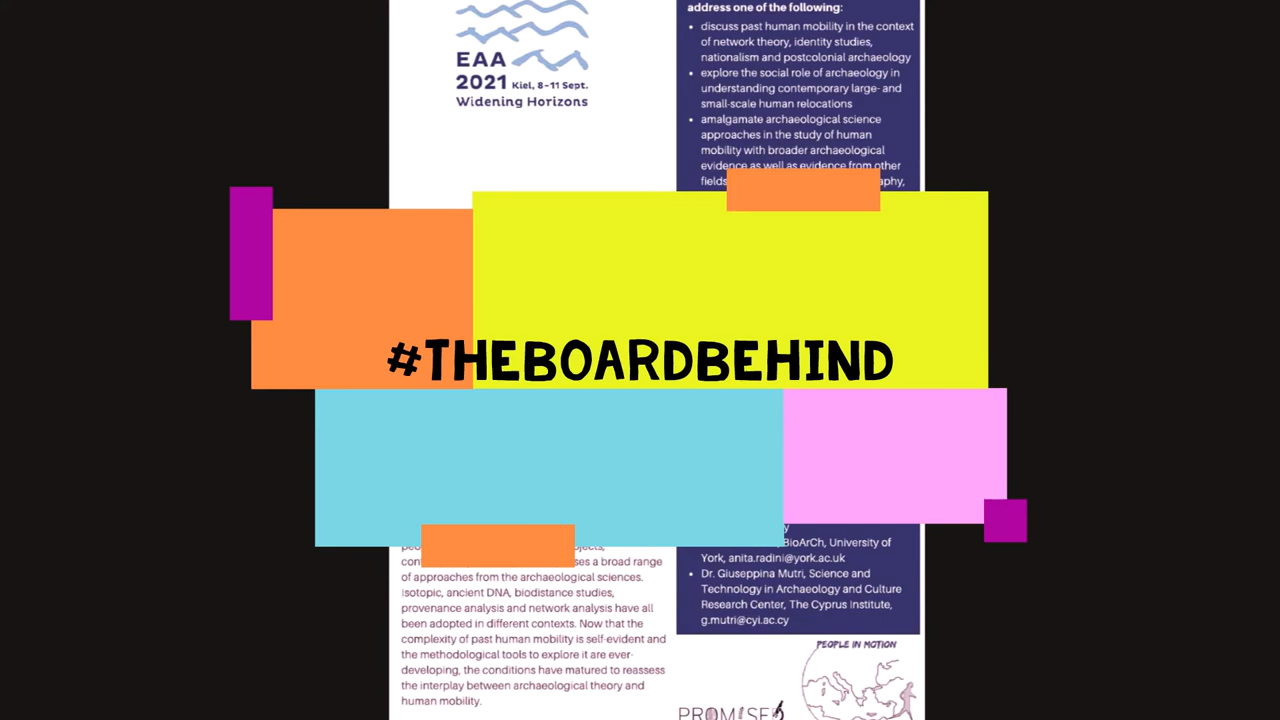 EAA
2021 Kiel, 8-11 Sept.
Widening Horizons
address one of the following:
• discuss past human mobility in the context
of network theory, identity studies,
nationalism and postcolonial archaeology
• explore the social role of archaeology in
understanding contemporary large- and
small-scale human relocations
• amalgamate archaeological science
approaches in the study of human
mobility with broader archaeological
evidence as well as evidence from other
fields
#THEBOARDBEHIND
a broad range
of approaches from the archaeological sciences.
Isotopic, ancient DNA, biodistance studies,
provenance analysis and network analysis have all
been adopted in different contexts. Now that the
complexity of past human mobility is self-evident and
the methodological tools to explore it are ever-
developing, the conditions have matured to reassess
the interplay between archaeological theory and
human mobility.
BioArCh, University of
York, anita.radini@york.ac.uk
• Dr. Giuseppina Mutri, Science and
Technology in Archaeology and Culture
Research Center, The Cyprus Institute,
g.mutri@cyi.ac.cy
PEOPLE IN MOTION
PROMISED